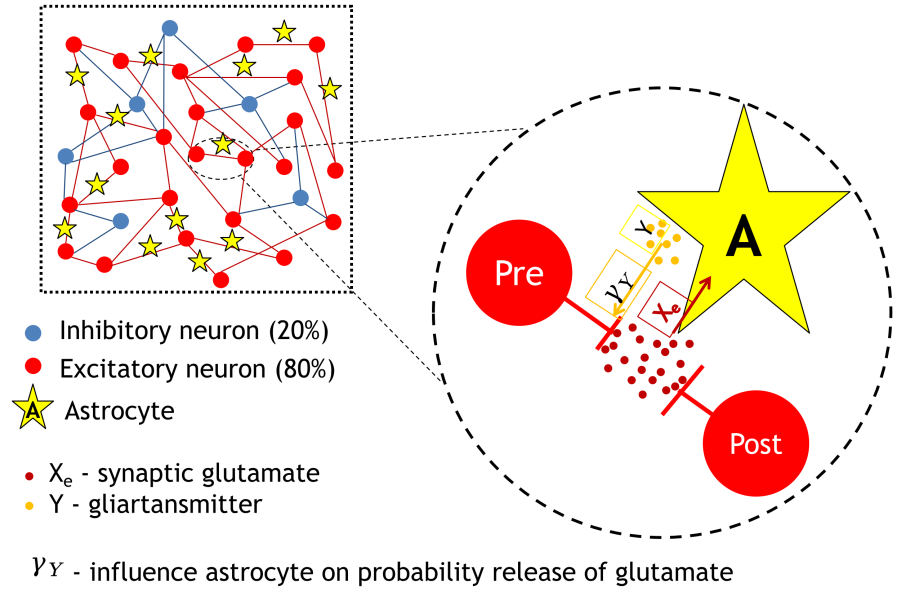 A
Y
Pre
γY
Xe
Post
Inhibitory neuron (20%)
Excitatory neuron (80%)
A Astrocyte
Xe - synaptic glutamate
Y - gliartansmitter
γY - influence astrocyte on probability release of glutamate